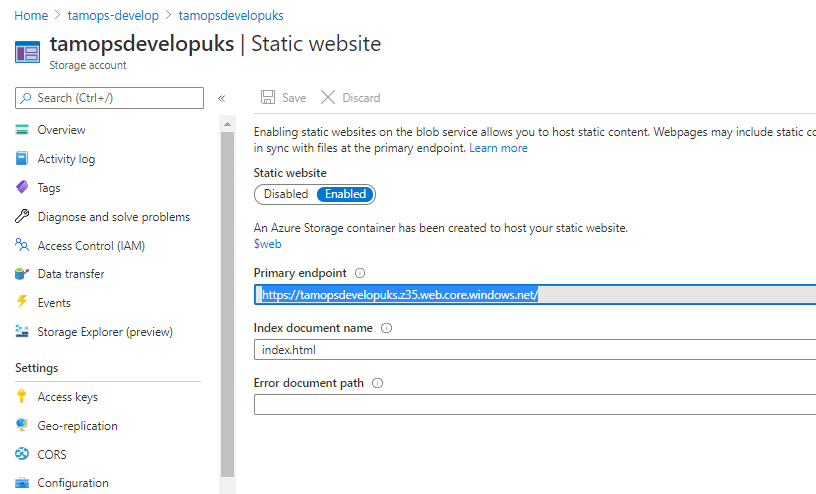 Home > tamops-develop > tamopsdevelopuks
tamopsdevelopuks | Static website
Storage account
Search (Ctrl+/)
«
Overview
Activity log
Tags
Diagnose and solve problems
Access Control (IAM)
Data transfer
Events
Storage Explorer (preview)
Settings
Access keys
Geo-replication
CORS
Configuration
Save Discard
Enabling static websites on the blob service allows you to host static content. Webpages may include static co
in sync with files at the primary endpoint. Learn more
Static website
Disabled Enabled
An Azure Storage container has been created to host your static website.
$web
Primary endpoint
https://tamopsdevelopuks.z35.web.core.windows.net/
Index document name
index.html
Error document path